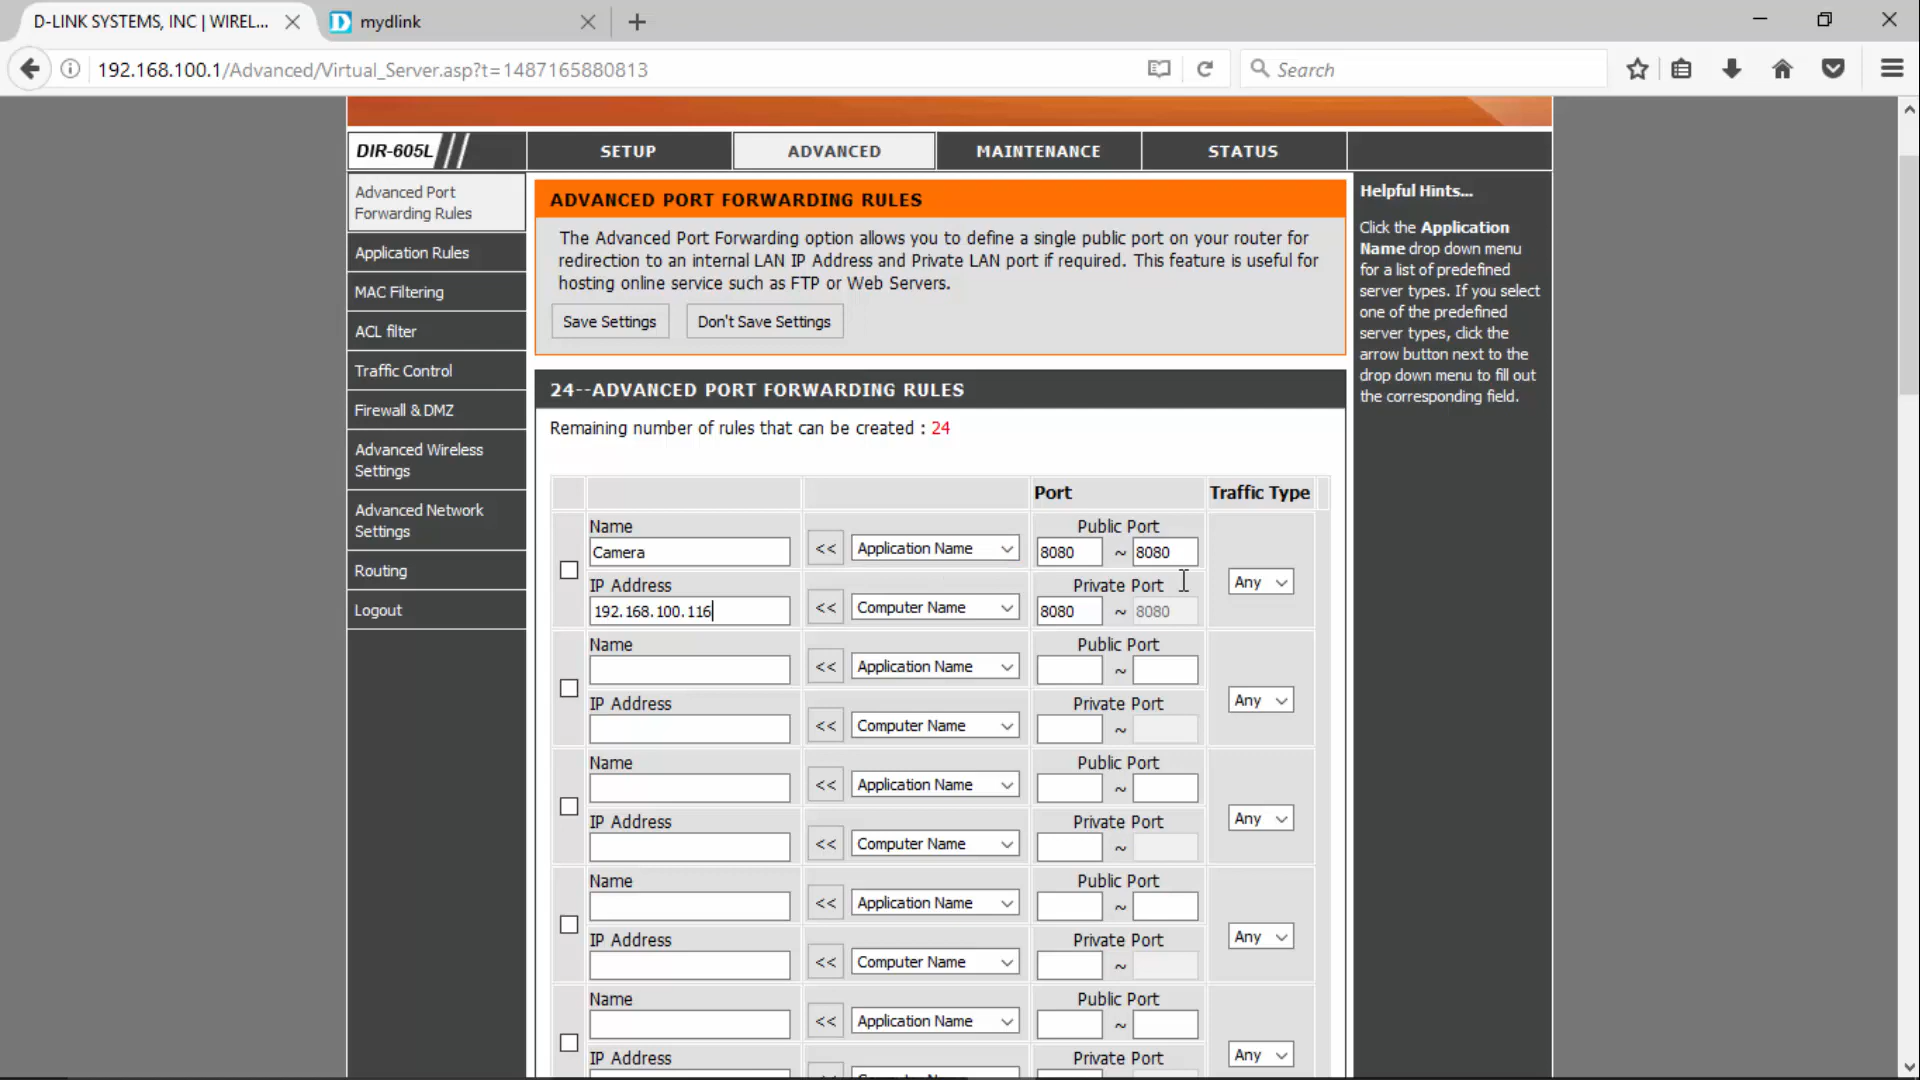 D-LINK SYSTEMS, INC | WIREL...
mydlink
192.168.100.1/Advanced/Virtual_Server.asp?t=1487165880813
Search
DIR-605L
SETUP
ADVANCED
MAINTENANCE
STATUS
Advanced Port
Forwarding Rules
Application Rules
MAC Filtering
ACL filter
Traffic Control
Firewall & DMZ
Advanced Wireless
Settings
Advanced Network
Settings
Routing
Logout
ADVANCED PORT FORWARDING RULES
The Advanced Port Forwarding option allows you to define a single public port on your router for
redirection to an internal LAN IP Address and Private LAN port if required. This feature is useful for
hosting online service such as FTP or Web Servers.
Save Settings
Don't Save Settings
24--ADVANCED PORT FORWARDING RULES
Remaining number of rules that can be created : 24
Port
Traffic Type
Name
Camera
<< Application Name
Public Port
8080 ~ 8080
IP Address
192.168.100.116
<< Computer Name
Private Port
8080 ~ 8080
Any
Name
<< Application Name
Public Port
~
IP Address
<< Computer Name
Private Port
~
Any
Name
<< Application Name
Public Port
~
IP Address
<< Computer Name
Private Port
~
Any
Name
<< Application Name
Public Port
~
IP Address
<< Computer Name
Private Port
~
Any
Name
<< Application Name
Public Port
~
IP Address
Private Port
Any
Helpful Hints...
Click the Application
Name drop down menu
for a list of predefined
server types. If you select
one of the predefined
server types, click the
arrow button next to the
drop down menu to fill out
the corresponding field.